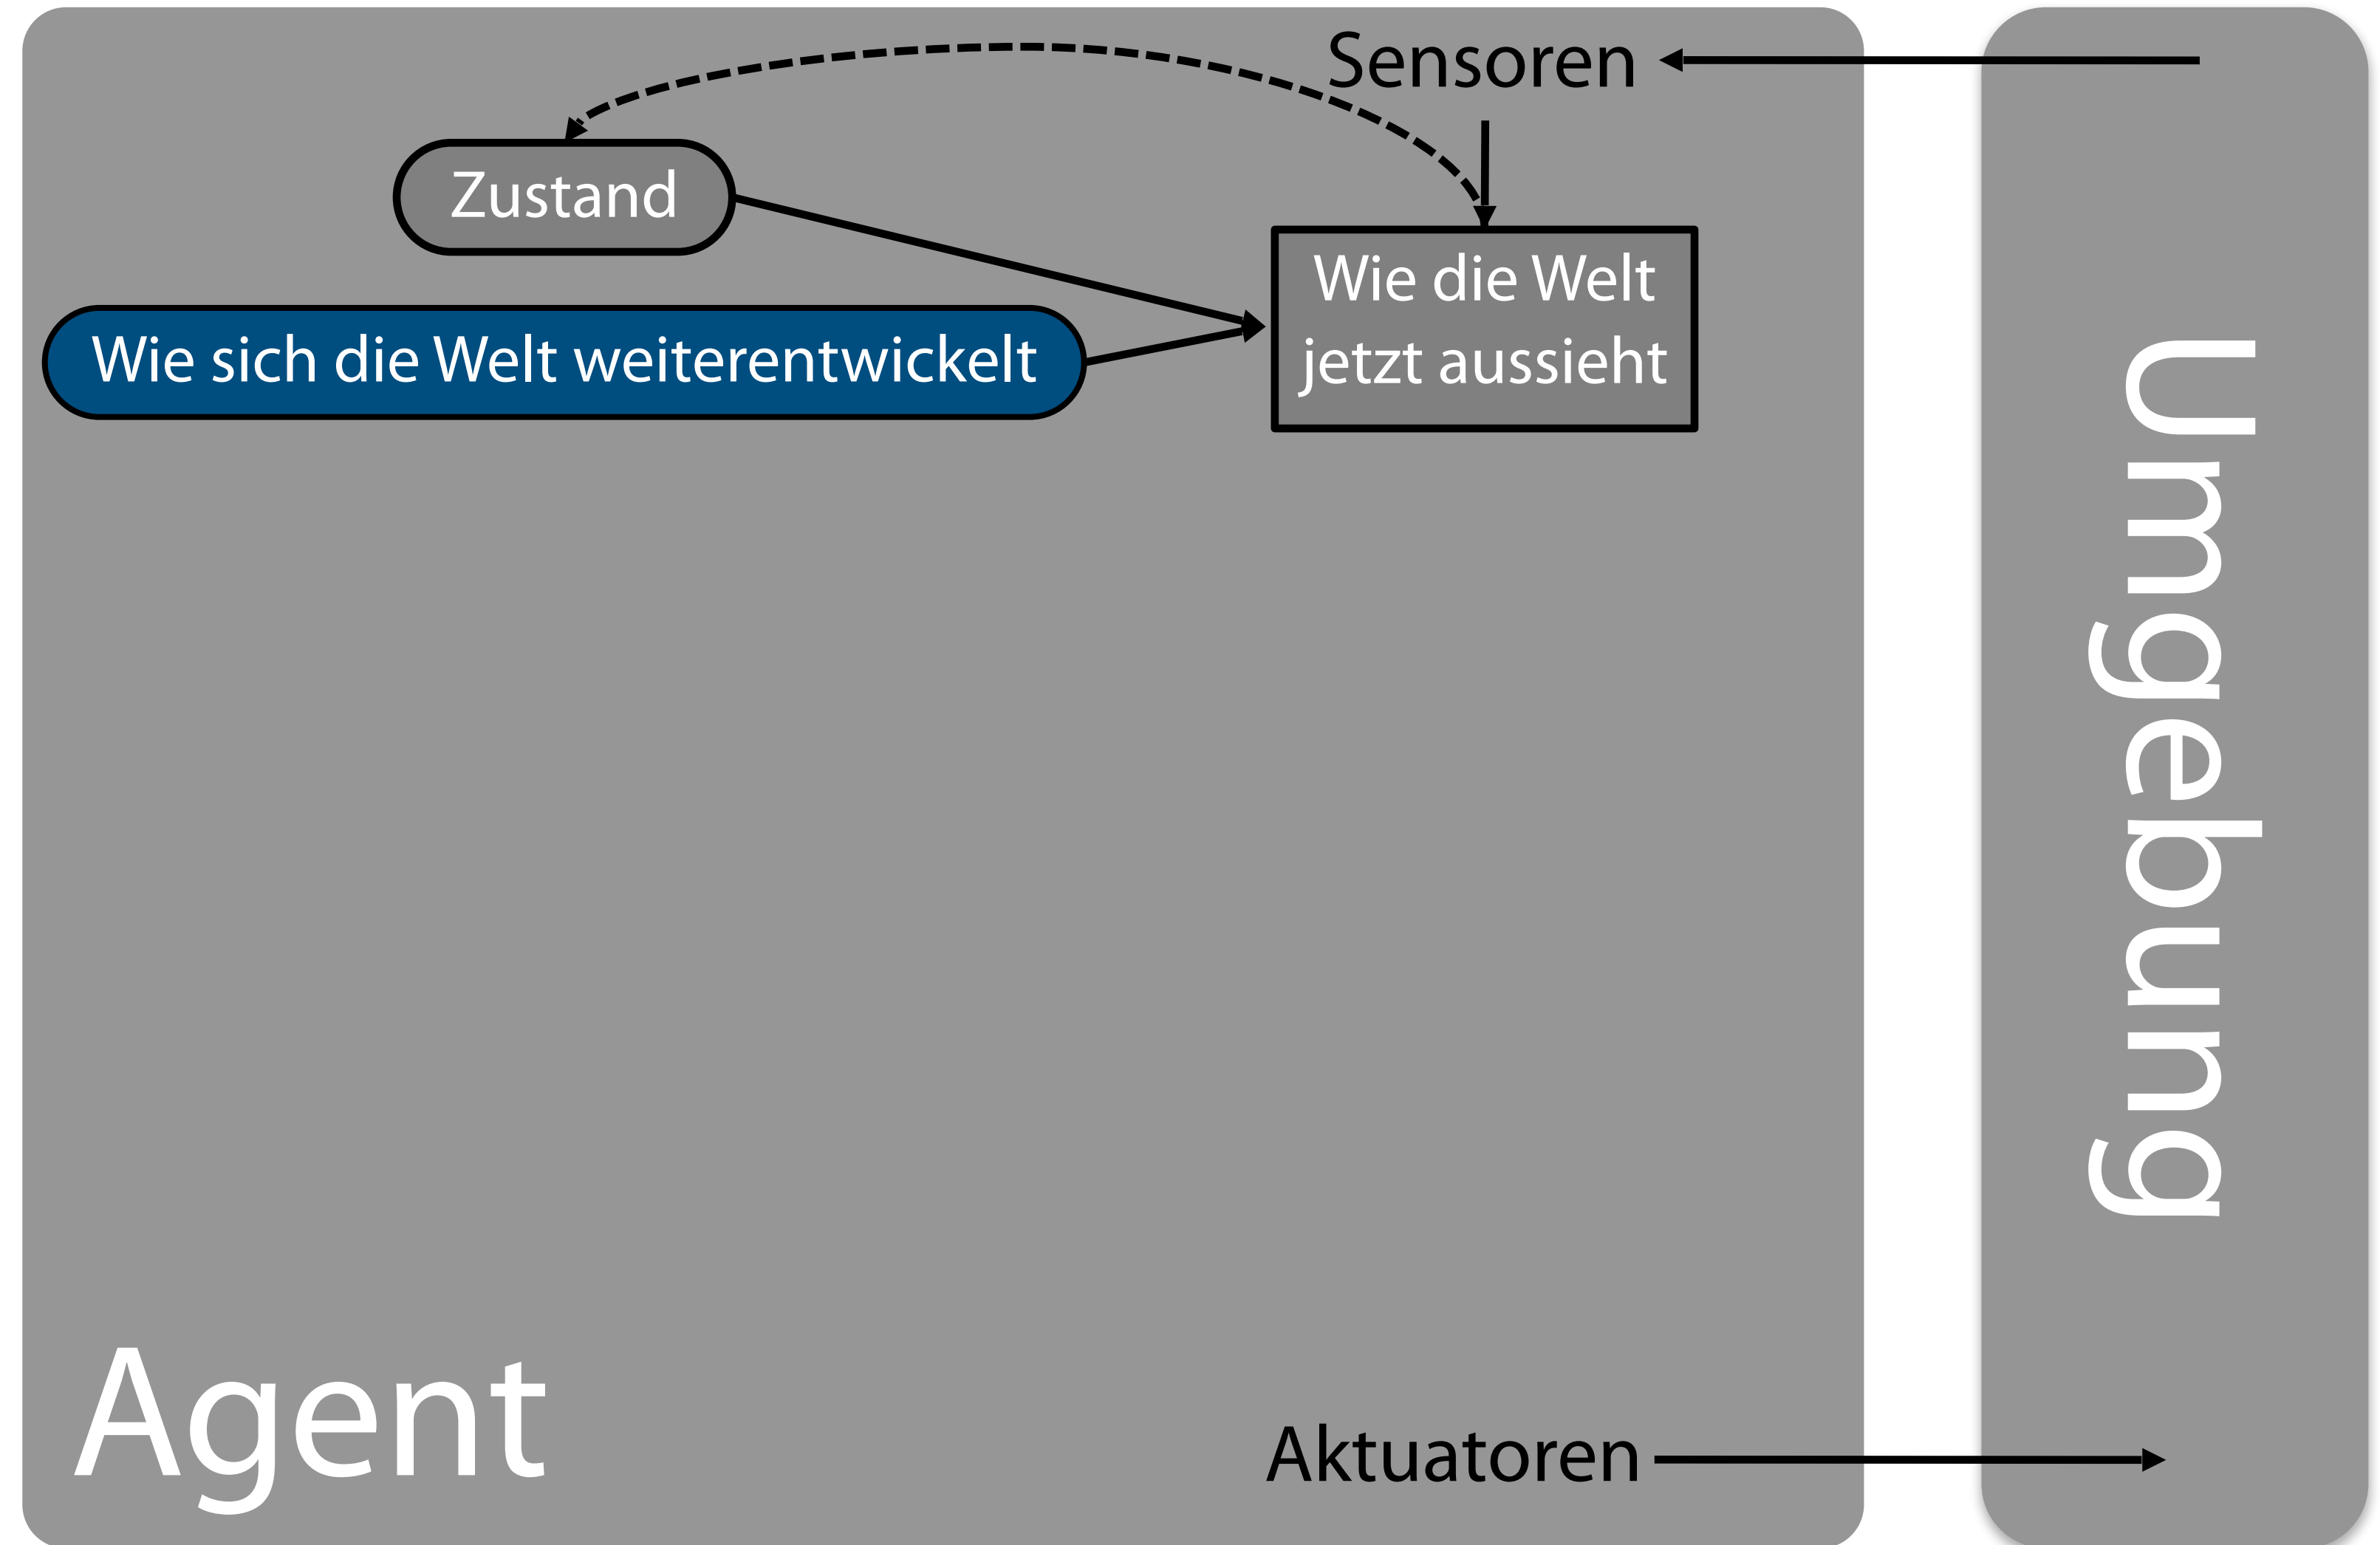 Sensoren
Zustand
Wie die Welt
jetzt aussieht
Wie sich die Welt weiterentwickelt
Umgebung
Agent
Aktuatoren